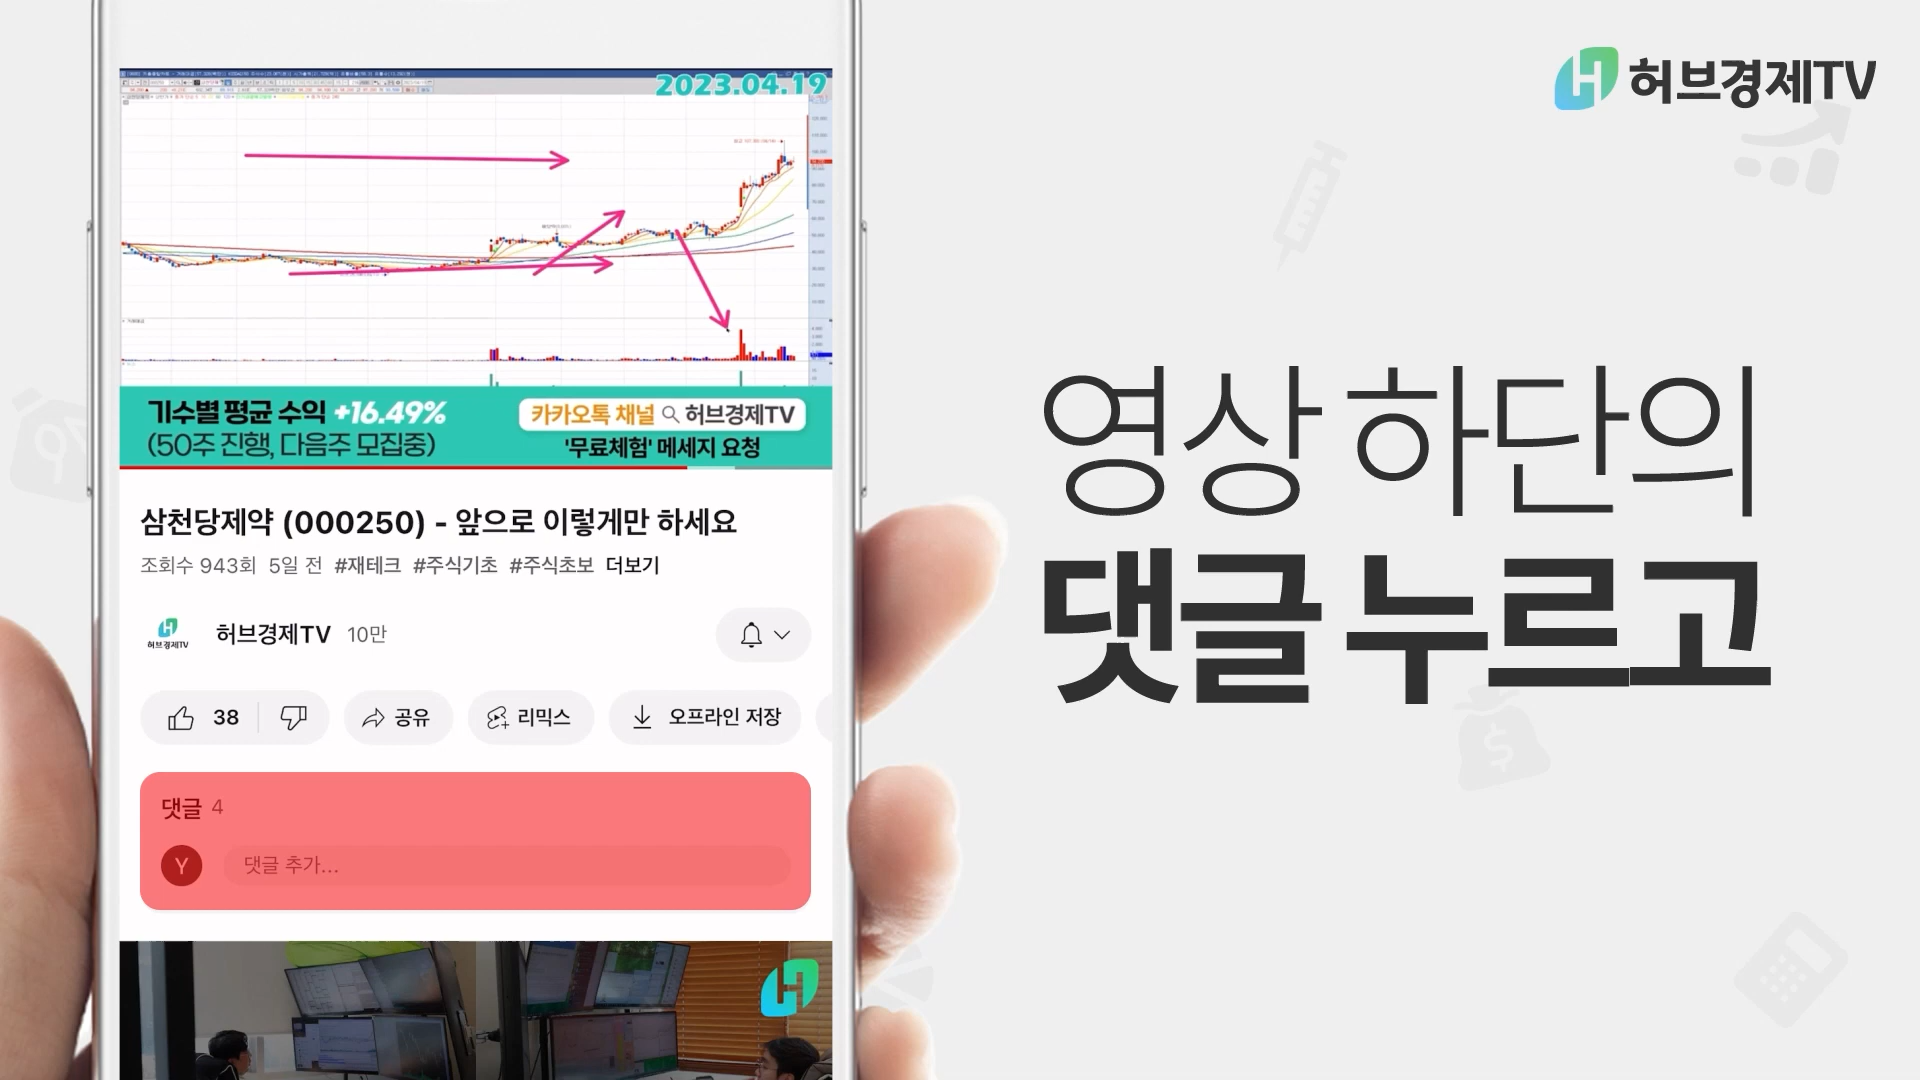 2023.04.19
허브경제TV
기수별 평균 수익 +16.49%
(50주 진행, 다음주 모집중)
카카오톡 채널 허브경제TV
'무료체험' 메세지 요청
삼천당제약 (000250) - 앞으로 이렇게만 하세요
조회수 943회 5일 전 #재테크 #주식기초 #주식초보 더보기
허브경제TV
허브경제TV 10만
38 공유 리믹스 오프라인 저장
댓글 4
Y 댓글 추가...
영상 하단의
댓글 누르고